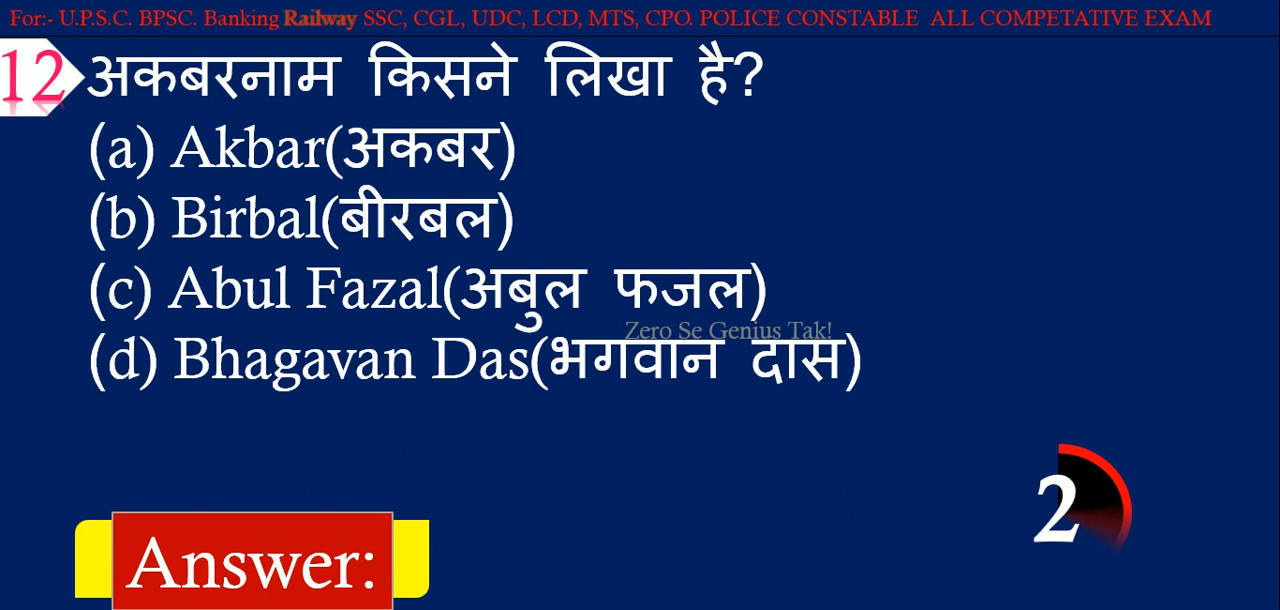 For:- U.P.S.C. BPSC. Banking Railway SSC, CGL, UDC, LCD, MTS, CPO. POLICE CONSTABLE ALL COMPETATIVE EXAM
12 अकबरनाम किसने लिखा है?
(a) Akbar(अकबर)
(b) Birbal(बीरबल)
(c) Abul Fazal(अबुल फजल)
Zero Se Genius Tak!
(d) Bhagavan Das(भगवान दास)
2
Answer: